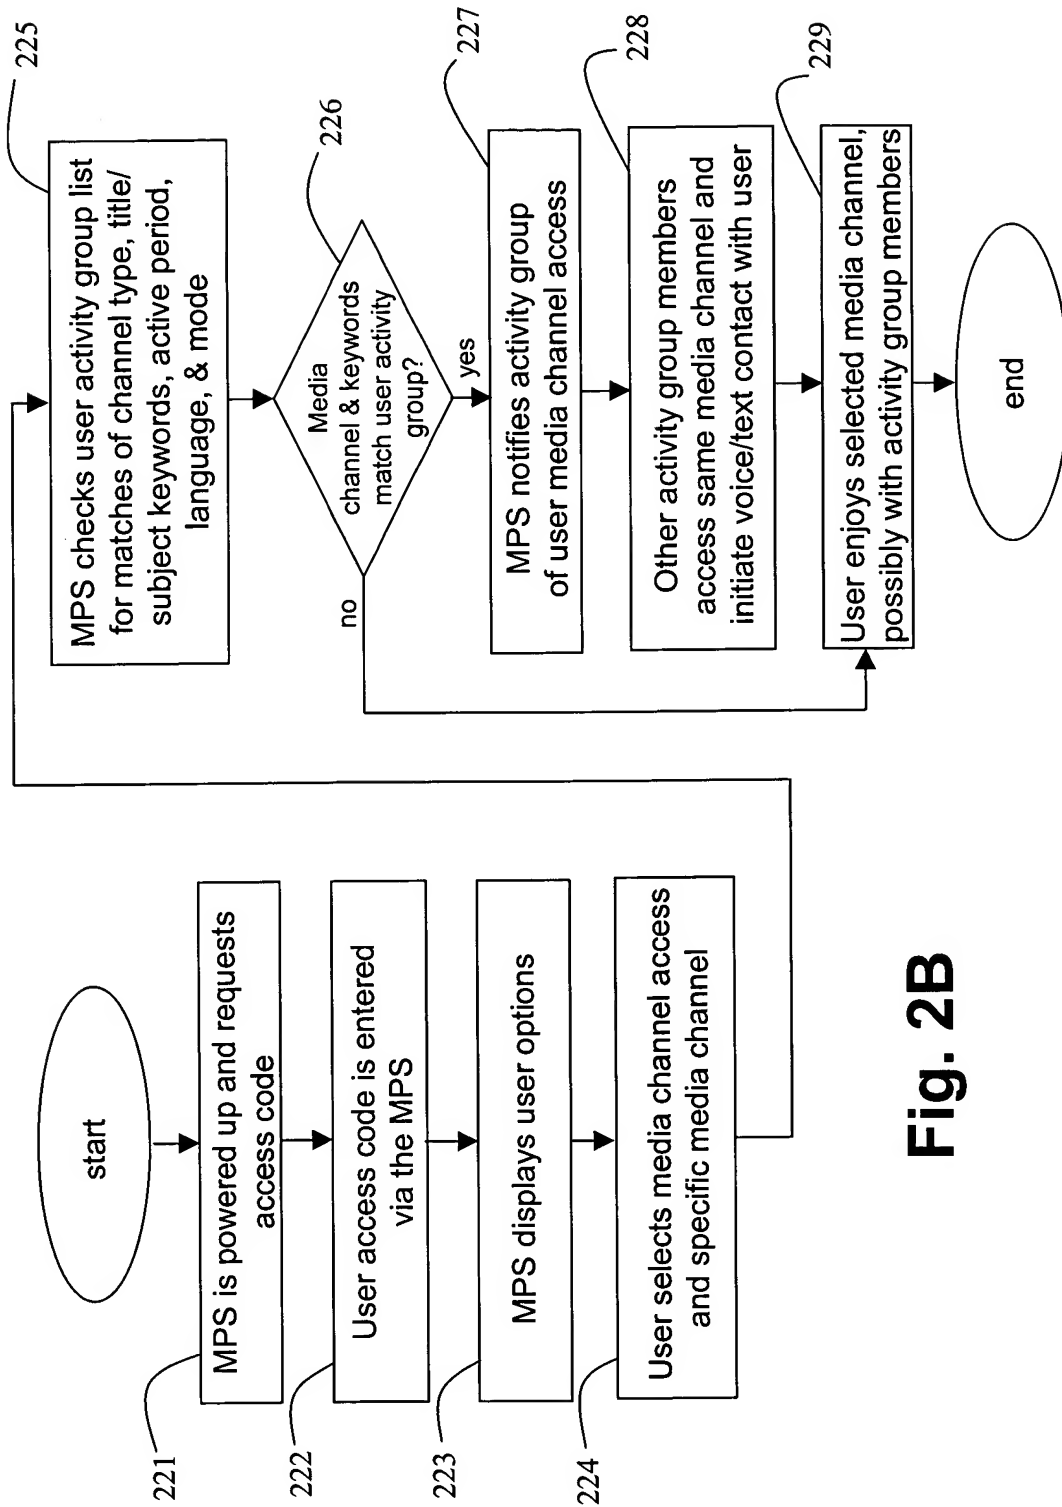 start
221
MPS is powered up and requests
access code
222
User access code is entered
via the MPS
223
MPS displays user options
224
User selects media channel access
and specific media channel
225
MPS checks user activity group list
for matches of channel type, title/
subject keywords, active period,
language, & mode
226
Media
channel & keywords
match user activity
group?
no
yes
227
MPS notifies activity group
of user media channel access
228
Other activity group members
access same media channel and
initiate voice/text contact with user
229
User enjoys selected media channel,
possibly with activity group members
end
Fig. 2B